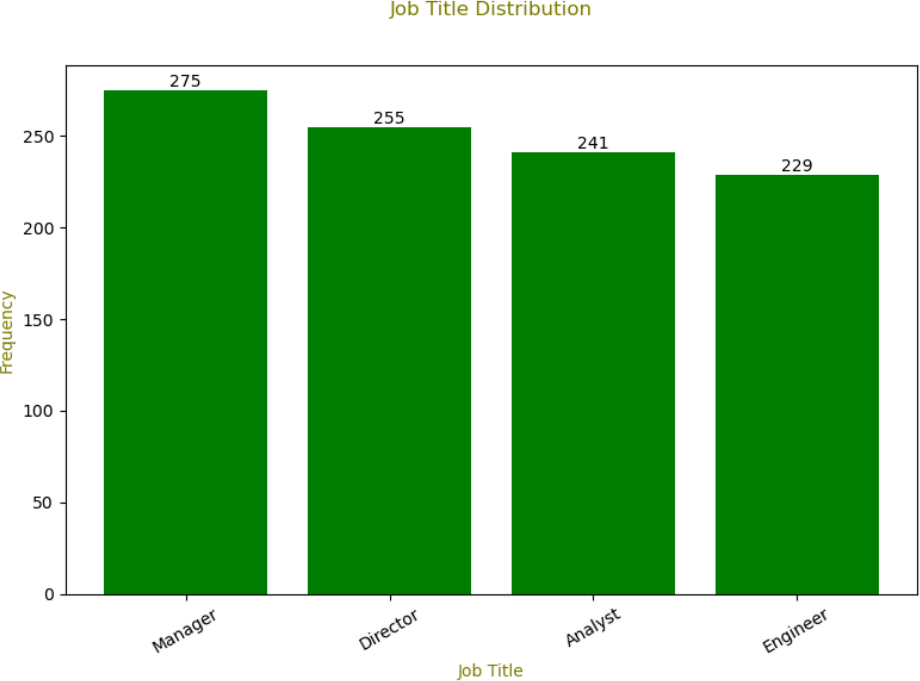 Job Title Distribution
275
255
241
229
250
200
150
100
50
0
Frequency
Manager
Director
Analyst
Engineer
Job Title